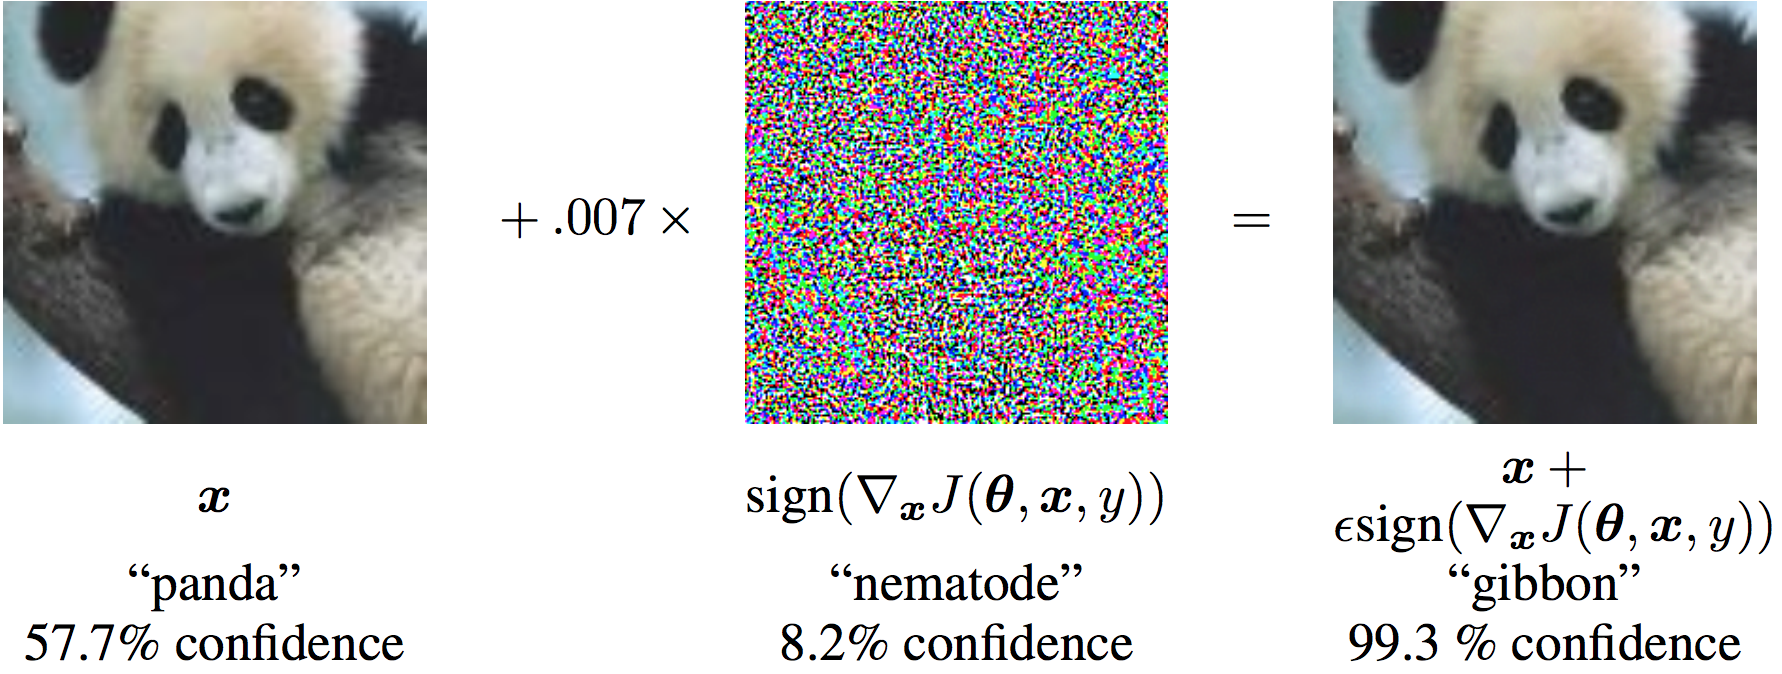 + .007 ×
=
x
sign(∇ₓJ(θ, x, y))
x +
ϵsign(∇ₓJ(θ, x, y))
“panda”
“nematode”
“gibbon”
57.7% confidence
8.2% confidence
99.3 % confidence